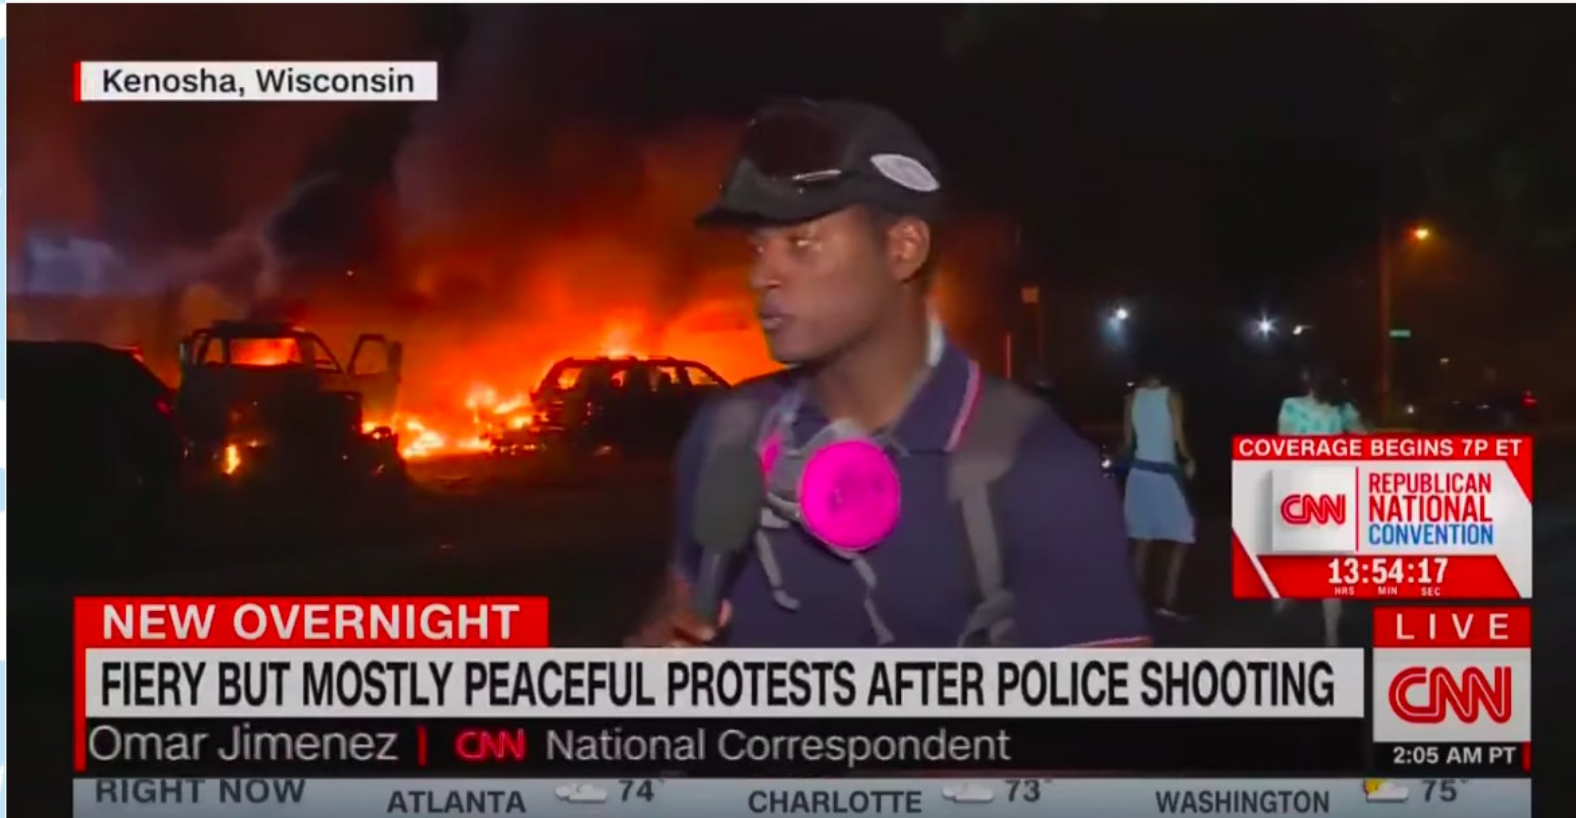 Kenosha, Wisconsin
COVERAGE BEGINS 7P ET
CNN
REPUBLICAN
NATIONAL
CONVENTION
13:54:17
HRS MIN SEC
NEW OVERNIGHT
LIVE
FIERY BUT MOSTLY PEACEFUL PROTESTS AFTER POLICE SHOOTING
CNN
Omar Jimenez | CNN National Correspondent
2:05 AM PT
RIGHT NOW ATLANTA 74° CHARLOTTE 73° WASHINGTON 75°